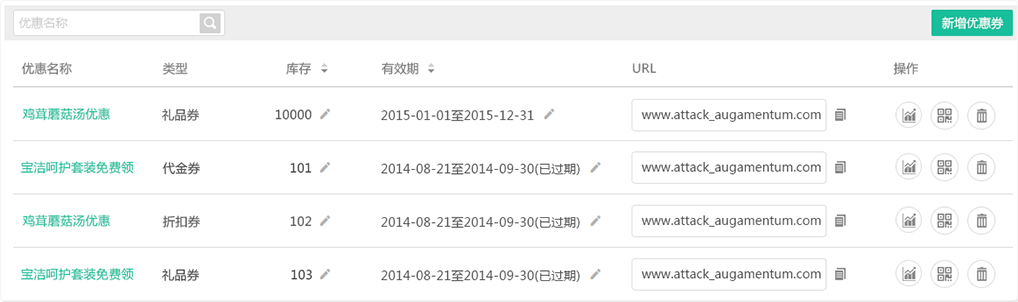 优惠名称 新增优惠券
优惠名称 类型 库存 有效期 URL 操作
鸡茸蘑菇汤优惠 礼品券 10000 2015-01-01至2015-12-31 www.attack_augamentum.com
宝洁呵护套装免费领 代金券 101 2014-08-21至2014-09-30(已过期) www.attack_augamentum.com
鸡茸蘑菇汤优惠 折扣券 102 2014-08-21至2014-09-30(已过期) www.attack_augamentum.com
宝洁呵护套装免费领 礼品券 103 2014-08-21至2014-09-30(已过期) www.attack_augamentum.com